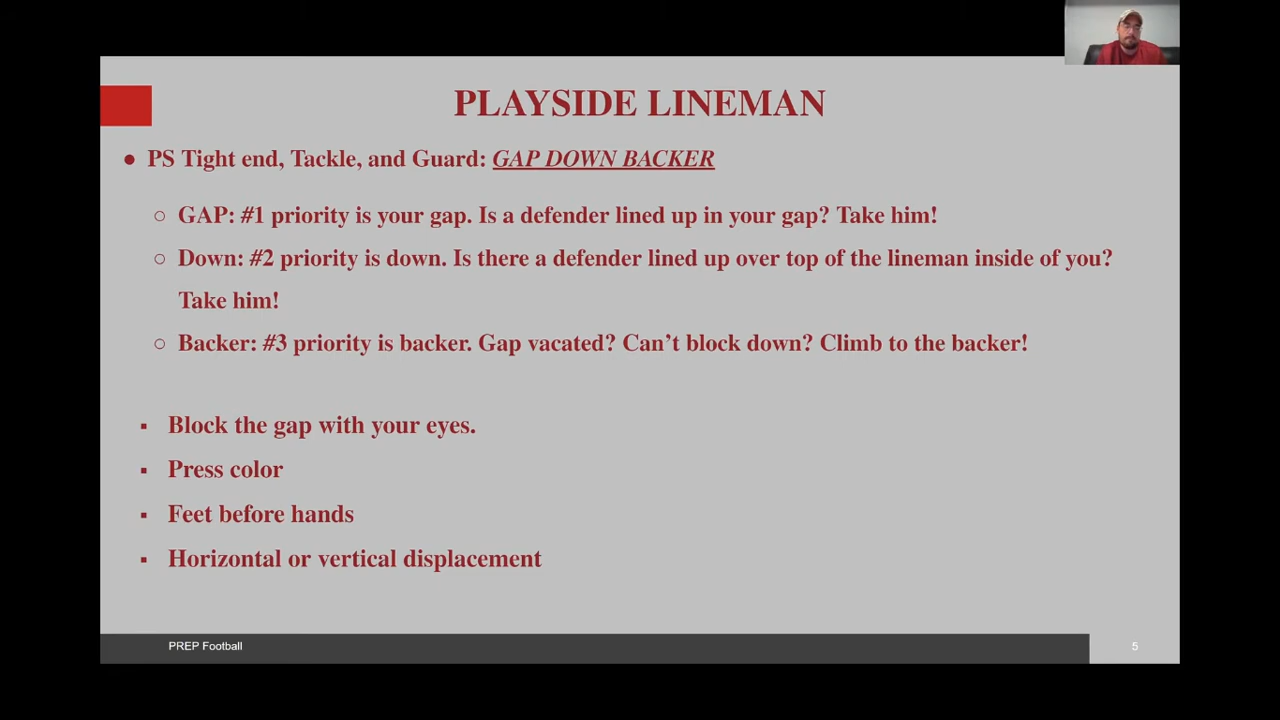 PLAYSIDE LINEMAN
● PS Tight end, Tackle, and Guard: GAP DOWN BACKER
○ GAP: #1 priority is your gap. Is a defender lined up in your gap? Take him!
○ Down: #2 priority is down. Is there a defender lined up over top of the lineman inside of you?
Take him!
○ Backer: #3 priority is backer. Gap vacated? Can’t block down? Climb to the backer!
▪ Block the gap with your eyes.
▪ Press color
▪ Feet before hands
▪ Horizontal or vertical displacement
PREP Football
5